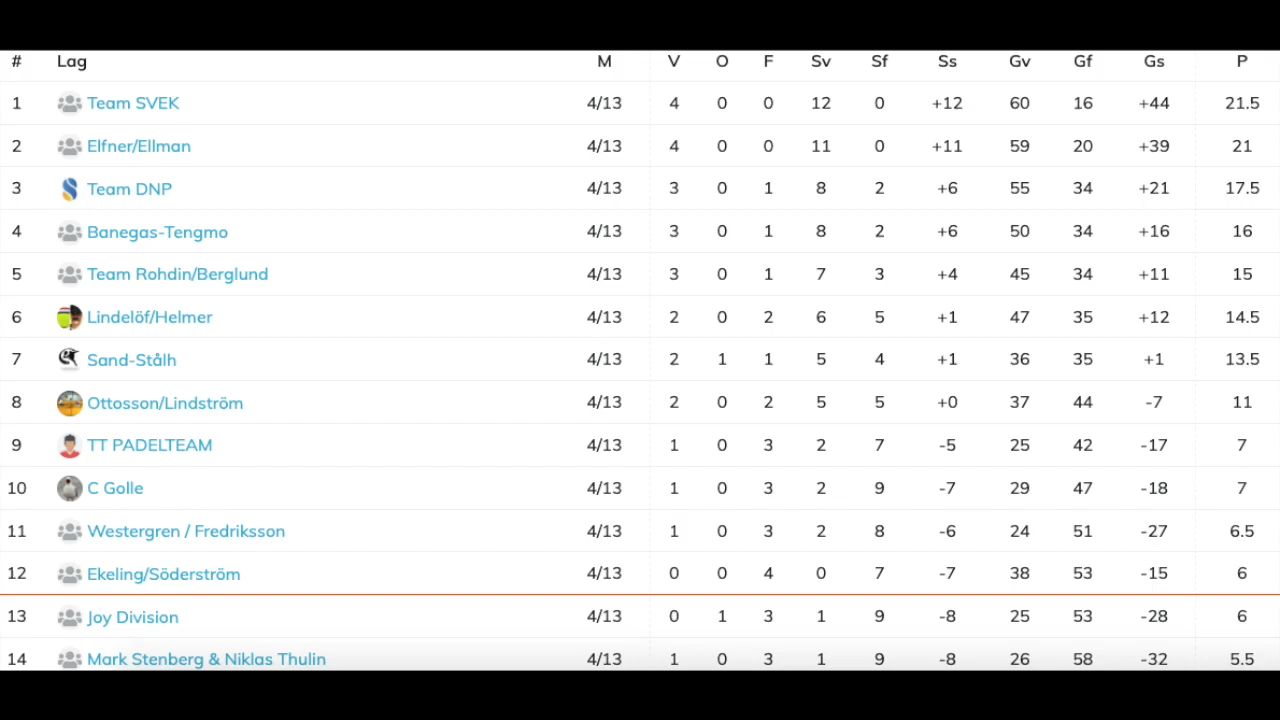 # Lag M V O F Sv Sf Ss Gv Gf Gs P
1 Team SVEK 4/13 4 0 0 12 0 +12 60 16 +44 21.5
2 Elfner/Ellman 4/13 4 0 0 11 0 +11 59 20 +39 21
3 Team DNP 4/13 3 0 1 8 2 +6 55 34 +21 17.5
4 Banegas-Tengmo 4/13 3 0 1 8 2 +6 50 34 +16 16
5 Team Rohdin/Berglund 4/13 3 0 1 7 3 +4 45 34 +11 15
6 Lindelöf/Helmer 4/13 2 0 2 6 5 +1 47 35 +12 14.5
7 Sand-Stålh 4/13 2 1 1 5 4 +1 36 35 +1 13.5
8 Ottosson/Lindström 4/13 2 0 2 5 5 +0 37 44 -7 11
9 TT PADELTEAM 4/13 1 0 3 2 7 -5 25 42 -17 7
10 C Golle 4/13 1 0 3 2 9 -7 29 47 -18 7
11 Westergren / Fredriksson 4/13 1 0 3 2 8 -6 24 51 -27 6.5
12 Ekeling/Söderström 4/13 0 0 4 0 7 -7 38 53 -15 6
13 Joy Division 4/13 0 1 3 1 9 -8 25 53 -28 6
14 Mark Stenberg & Niklas Thulin 4/13 1 0 3 1 9 -8 26 58 -32 5.5